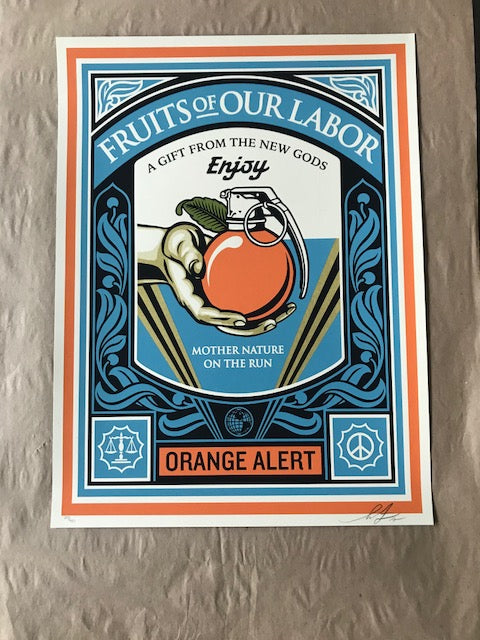 FRUITS OF OUR LABOR
A GIFT FROM THE NEW GODS
Enjoy
MOTHER NATURE
ON THE RUN
ORANGE ALERT